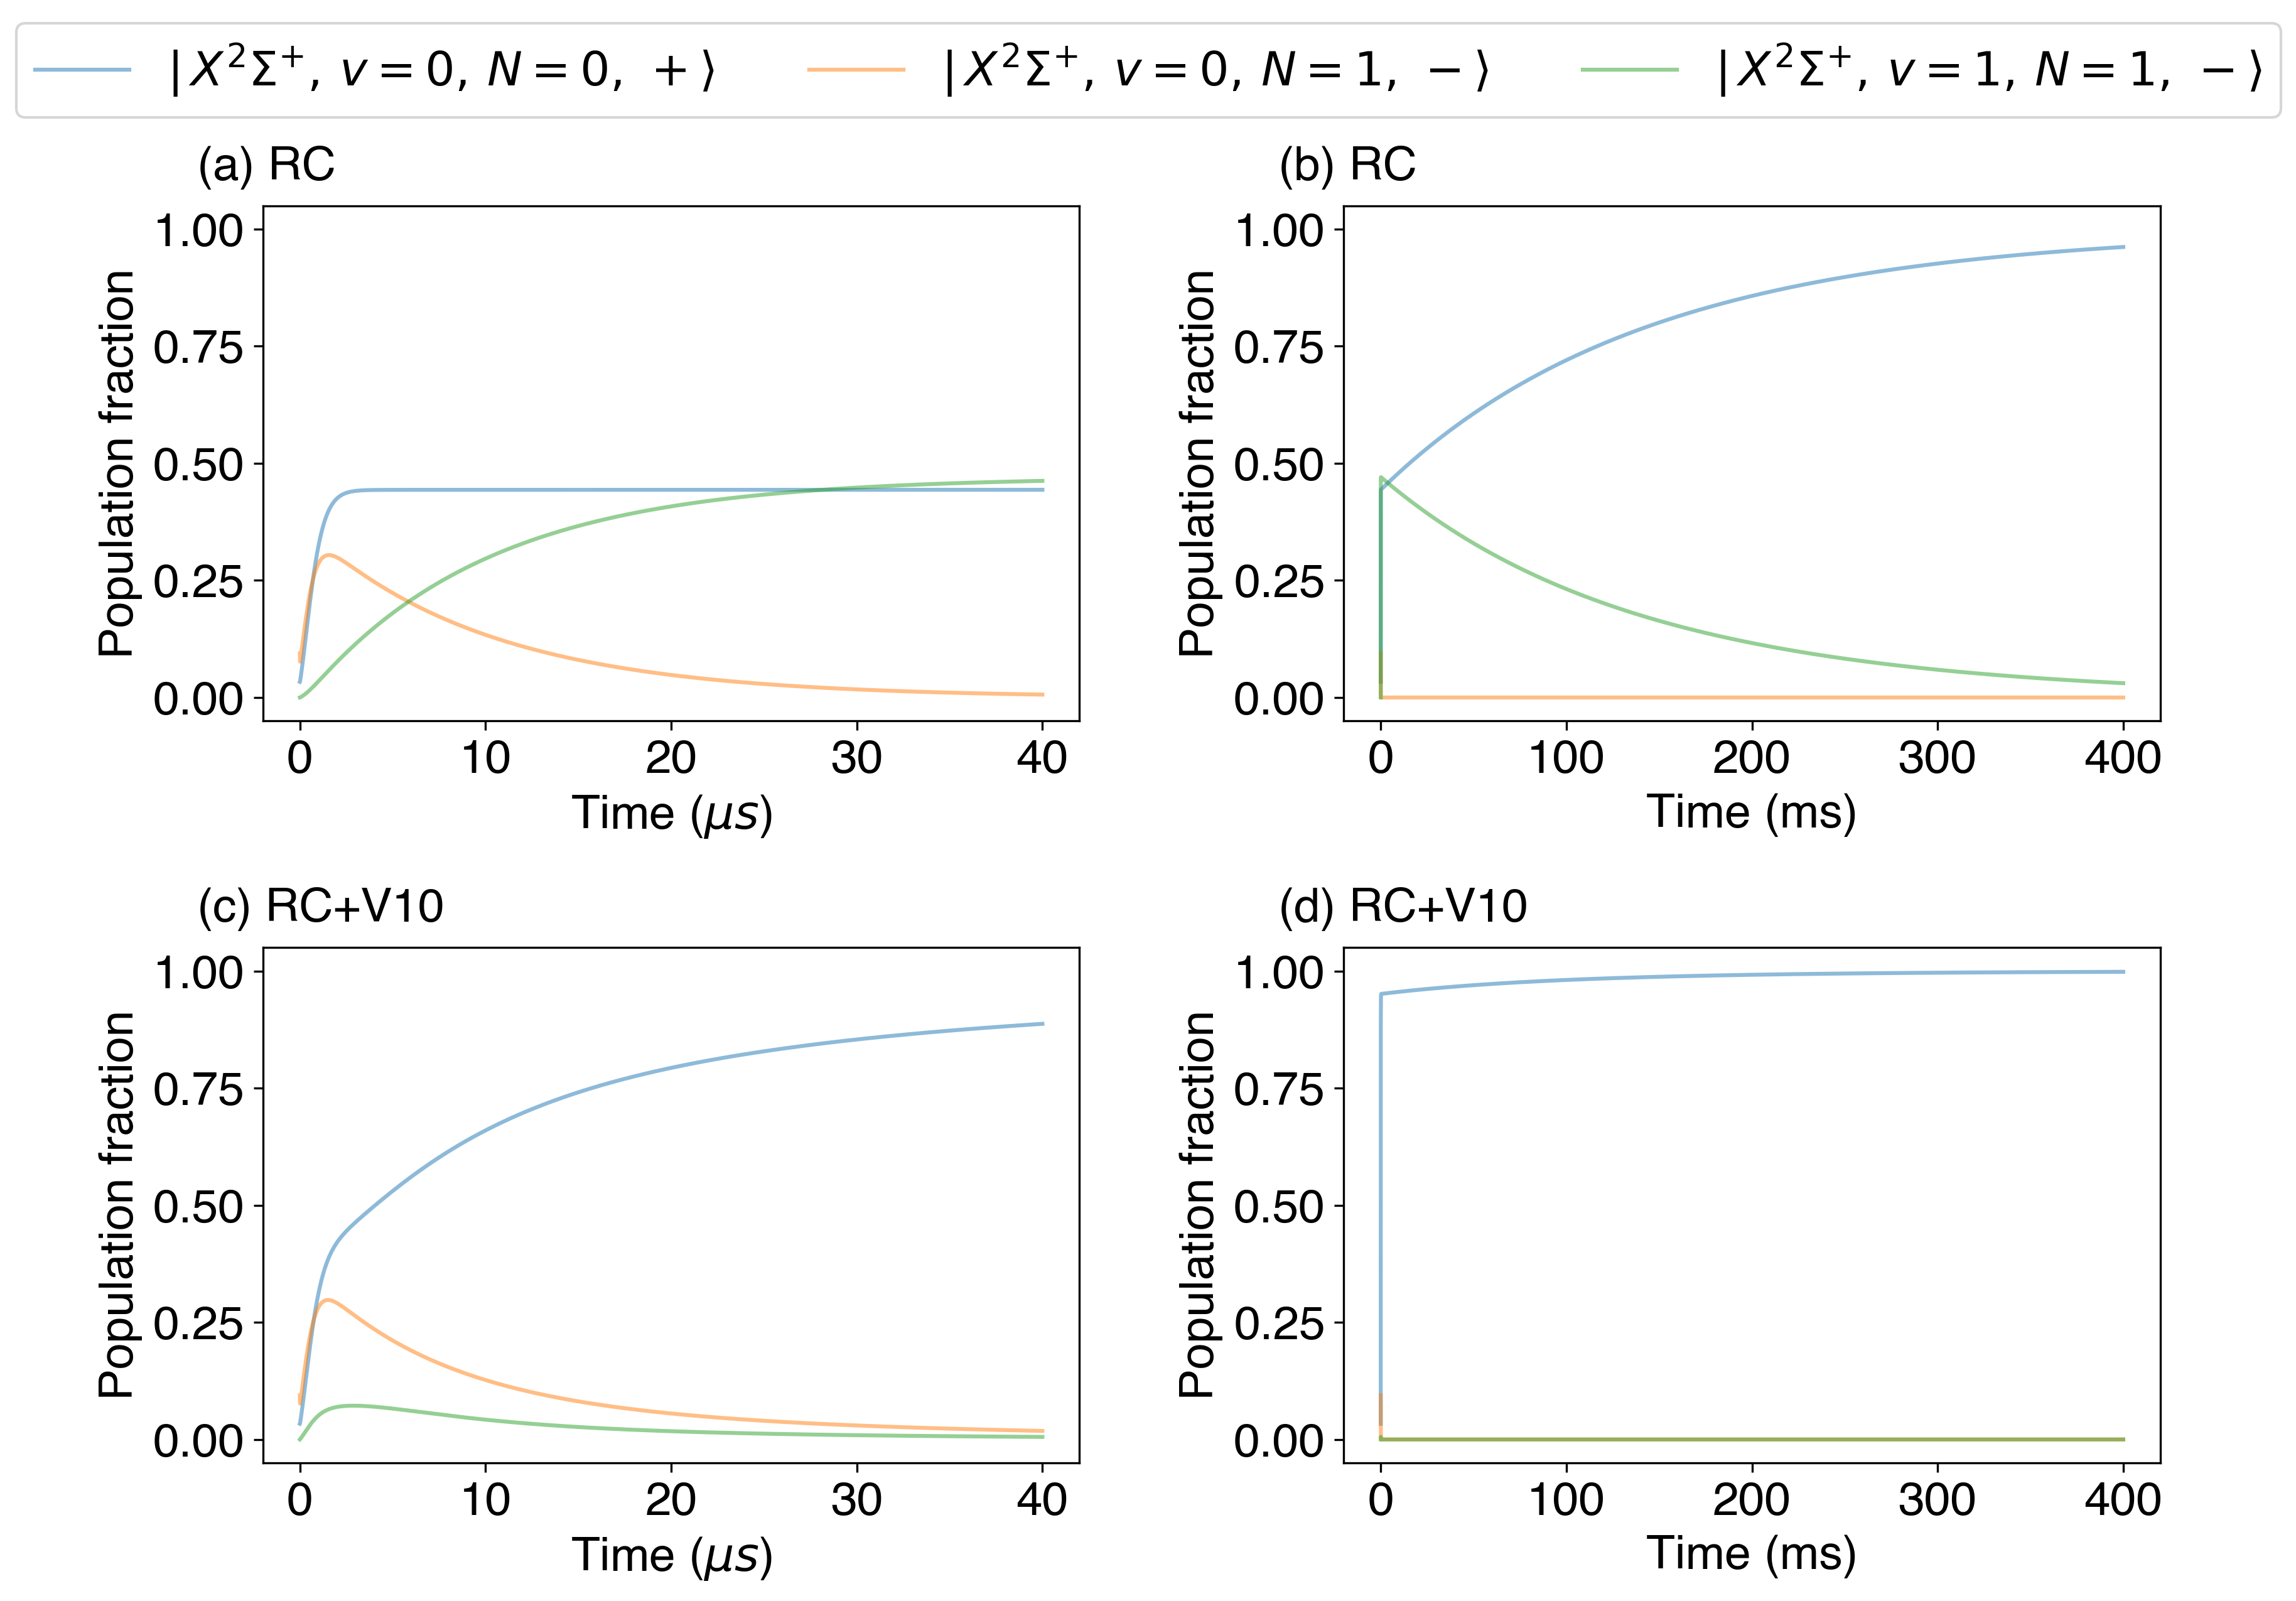 | X²Σ⁺, v = 0, N = 0, + ⟩ | X²Σ⁺, v = 0, N = 1, − ⟩ | X²Σ⁺, v = 1, N = 1, − ⟩
(a) RC
1.00
0.75
0.50
0.25
0.00
Population fraction
0 10 20 30 40
Time (μs)
(b) RC
1.00
0.75
0.50
0.25
0.00
Population fraction
0 100 200 300 400
Time (ms)
(c) RC+V10
1.00
0.75
0.50
0.25
0.00
Population fraction
0 10 20 30 40
Time (μs)
(d) RC+V10
1.00
0.75
0.50
0.25
0.00
Population fraction
0 100 200 300 400
Time (ms)